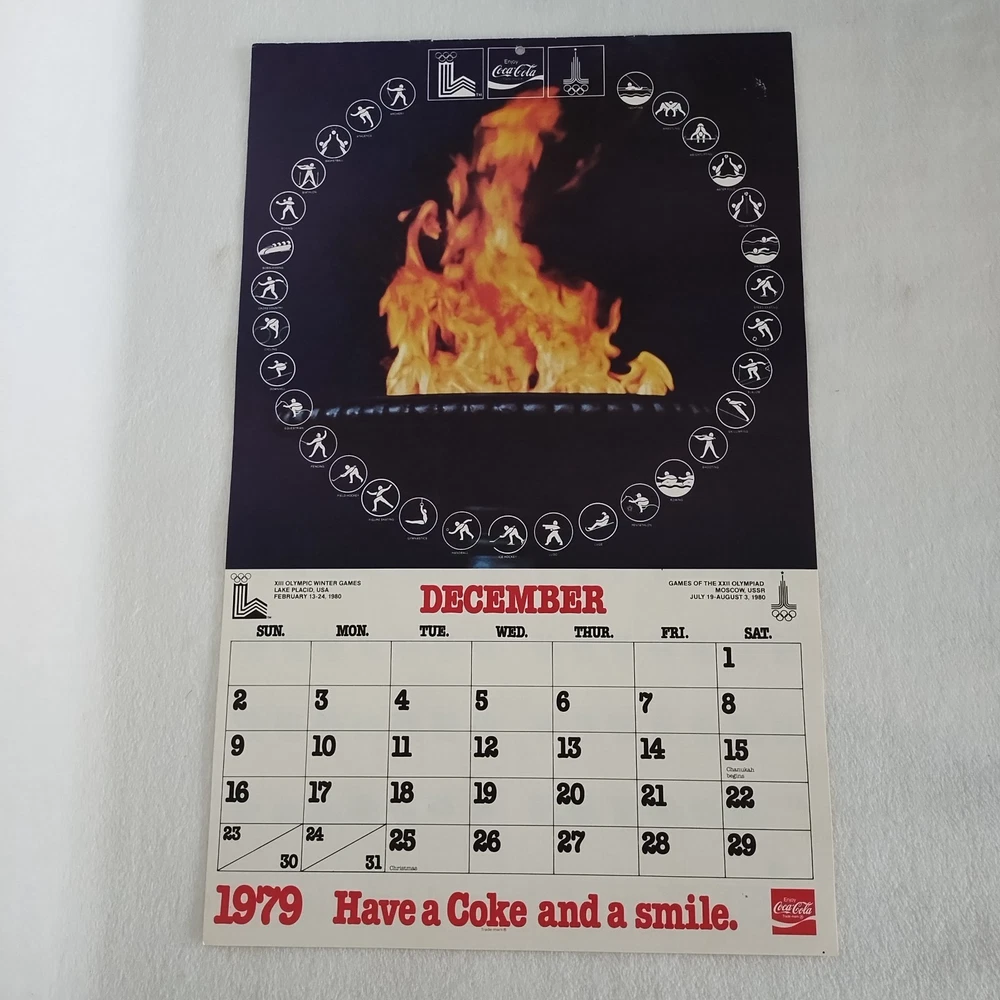 Enjoy
Coca-Cola
XIII OLYMPIC WINTER GAMES
LAKE PLACID, USA
FEBRUARY 13-24, 1980
DECEMBER
GAMES OF THE XXII OLYMPIAD
MOSCOW, USSR
JULY 19-AUGUST 3, 1980
SUN. MON. TUE. WED. THUR. FRI. SAT.
1
2 3 4 5 6 7 8
9 10 11 12 13 14 15
Chanukah
begins
16 17 18 19 20 21 22
23 30 24 31 25 26 27 28 29
Christmas
1979 Have a Coke and a smile.
Trade-mark®
Enjoy
Coca-Cola
Trade-mark®